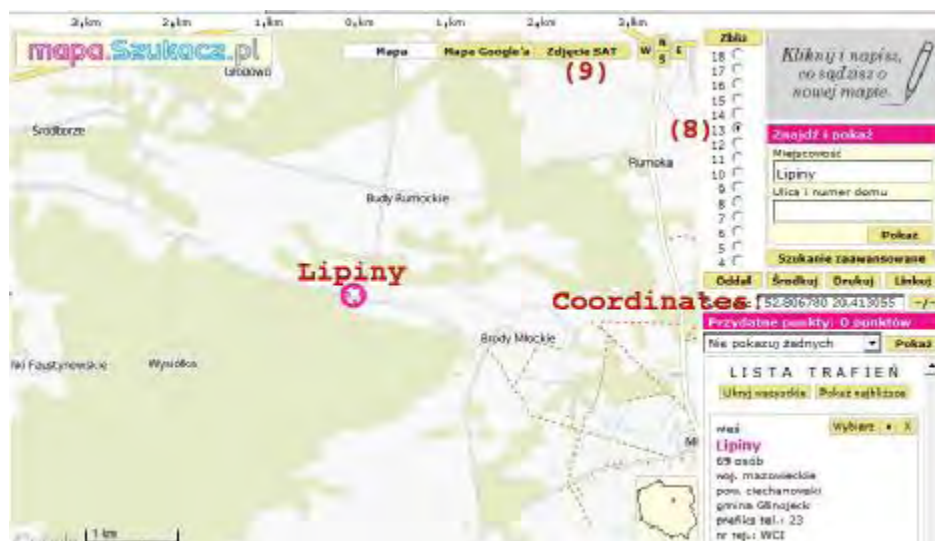 2,km 1,km 0,km 1,km 2,km
mapa.Szukacz.pl
Mapa Mapa Google'a Zdjęcie SAT
(9)
N
W E
S
Zbliż
18
17
16
15
14
(8) 13
12
11
10
9
8
7
6
5
4
Oddal
Kliknij i napisz,
co sądzisz o
nowej mapie.
Znajdź i pokaż
Miejscowość
Lipiny
Ulica i numer domu
Pokaż
Szukanie zaawansowane
Środkuj Drukuj Linkuj
Coordinates 52.806780 20.413055
Przydatne punkty: 0 punktów
Nie pokazuj żadnych Pokaż
LISTA TRAFIEŃ
Ukryj wszystkie Pokaż najbliższe
wieś Wybierz X
Lipiny
69 osób
woj. mazowieckie
pow. ciechanowski
gmina Glinojeck
prefiks tel.: 23
nr rej.: WCI
Śródborze
Rumoka
Budy Rumockie
Lipiny
Brody Młockie
Faustynowskie Wysiółka
1 km